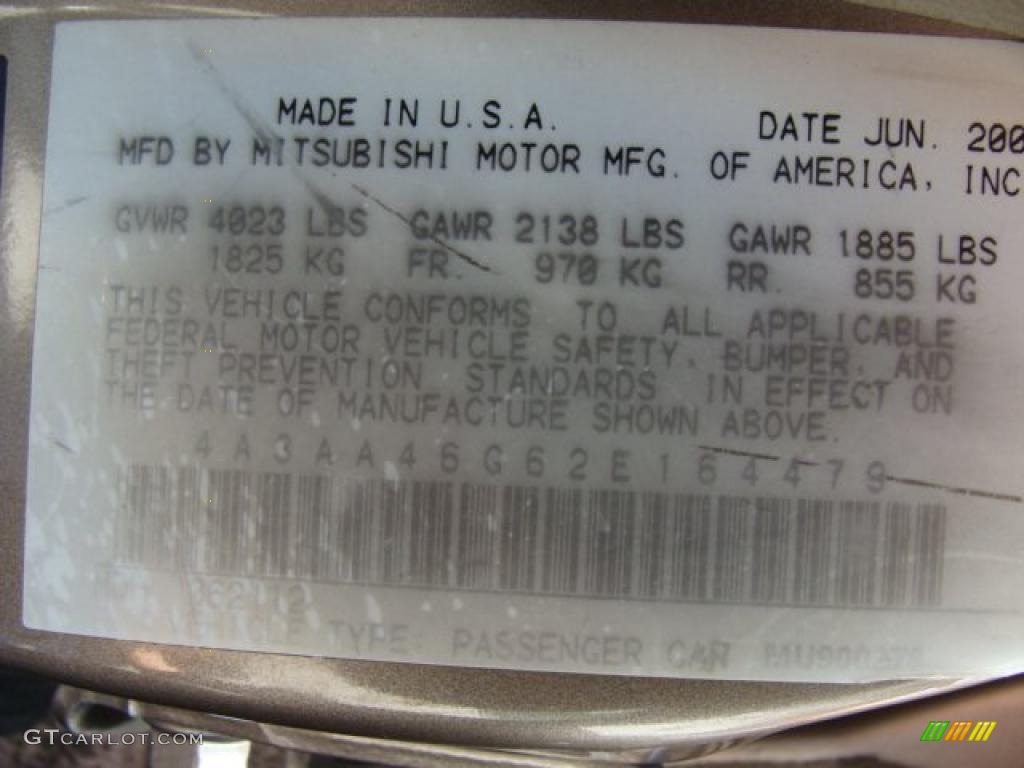 MADE IN U.S.A.
DATE JUN. 200
MFD BY MITSUBISHI MOTOR MFG. OF AMERICA, INC
GVWR 4023 LBS GAWR 2138 LBS GAWR 1885 LBS
1825 KG FR. 970 KG RR. 855 KG
THIS VEHICLE CONFORMS TO ALL APPLICABLE
FEDERAL MOTOR VEHICLE SAFETY, BUMPER, AND
THEFT PREVENTION STANDARDS IN EFFECT ON
THE DATE OF MANUFACTURE SHOWN ABOVE.
4A3AA46G62E164479
TYPE: PASSENGER CAR
GTCARLOT.COM